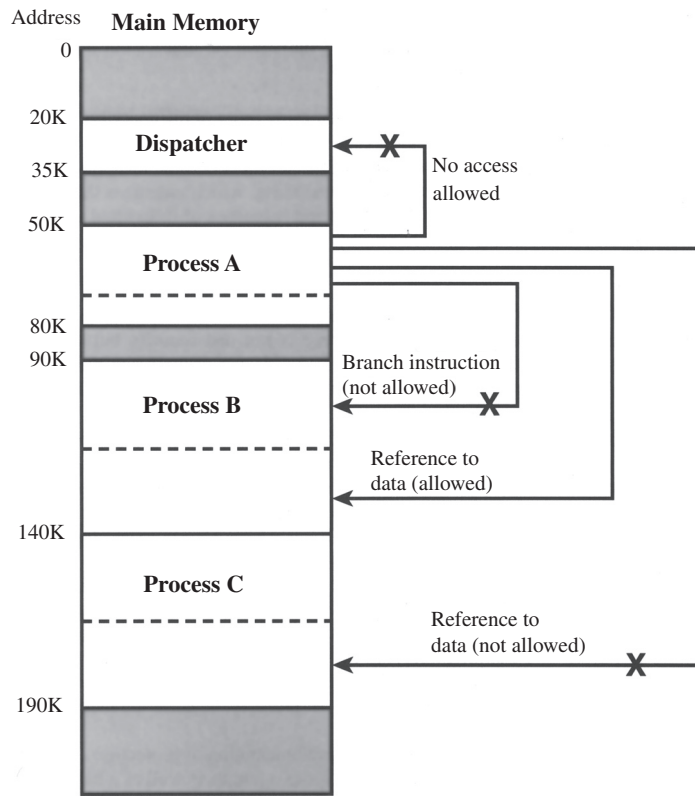 Address
Main Memory
0
20K
Dispatcher
35K
No access
allowed
50K
Process A
80K
90K
Branch instruction
(not allowed)
Process B
Reference to
data (allowed)
140K
Process C
Reference to
data (not allowed)
190K